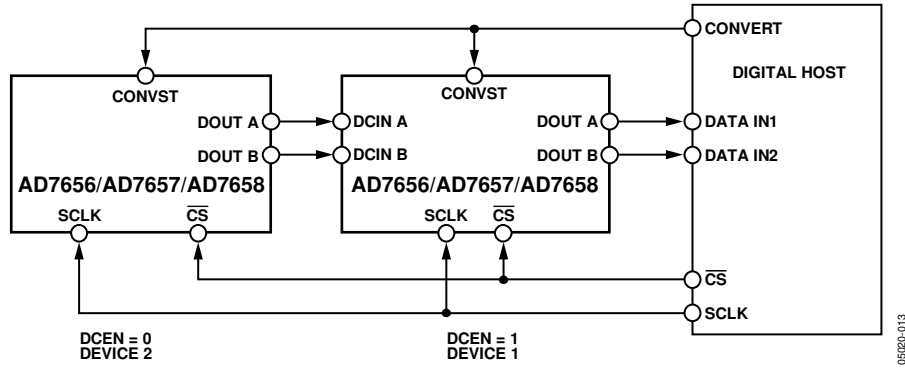 CONVERT
DIGITAL HOST
CONVST
CONVST
DOUT A
DCIN A
DOUT A
DATA IN1
DOUT B
DCIN B
DOUT B
DATA IN2
AD7656/AD7657/AD7658
AD7656/AD7657/AD7658
SCLK
CS
SCLK
CS
CS
SCLK
DCEN = 0
DEVICE 2
DCEN = 1
DEVICE 1
05020-013